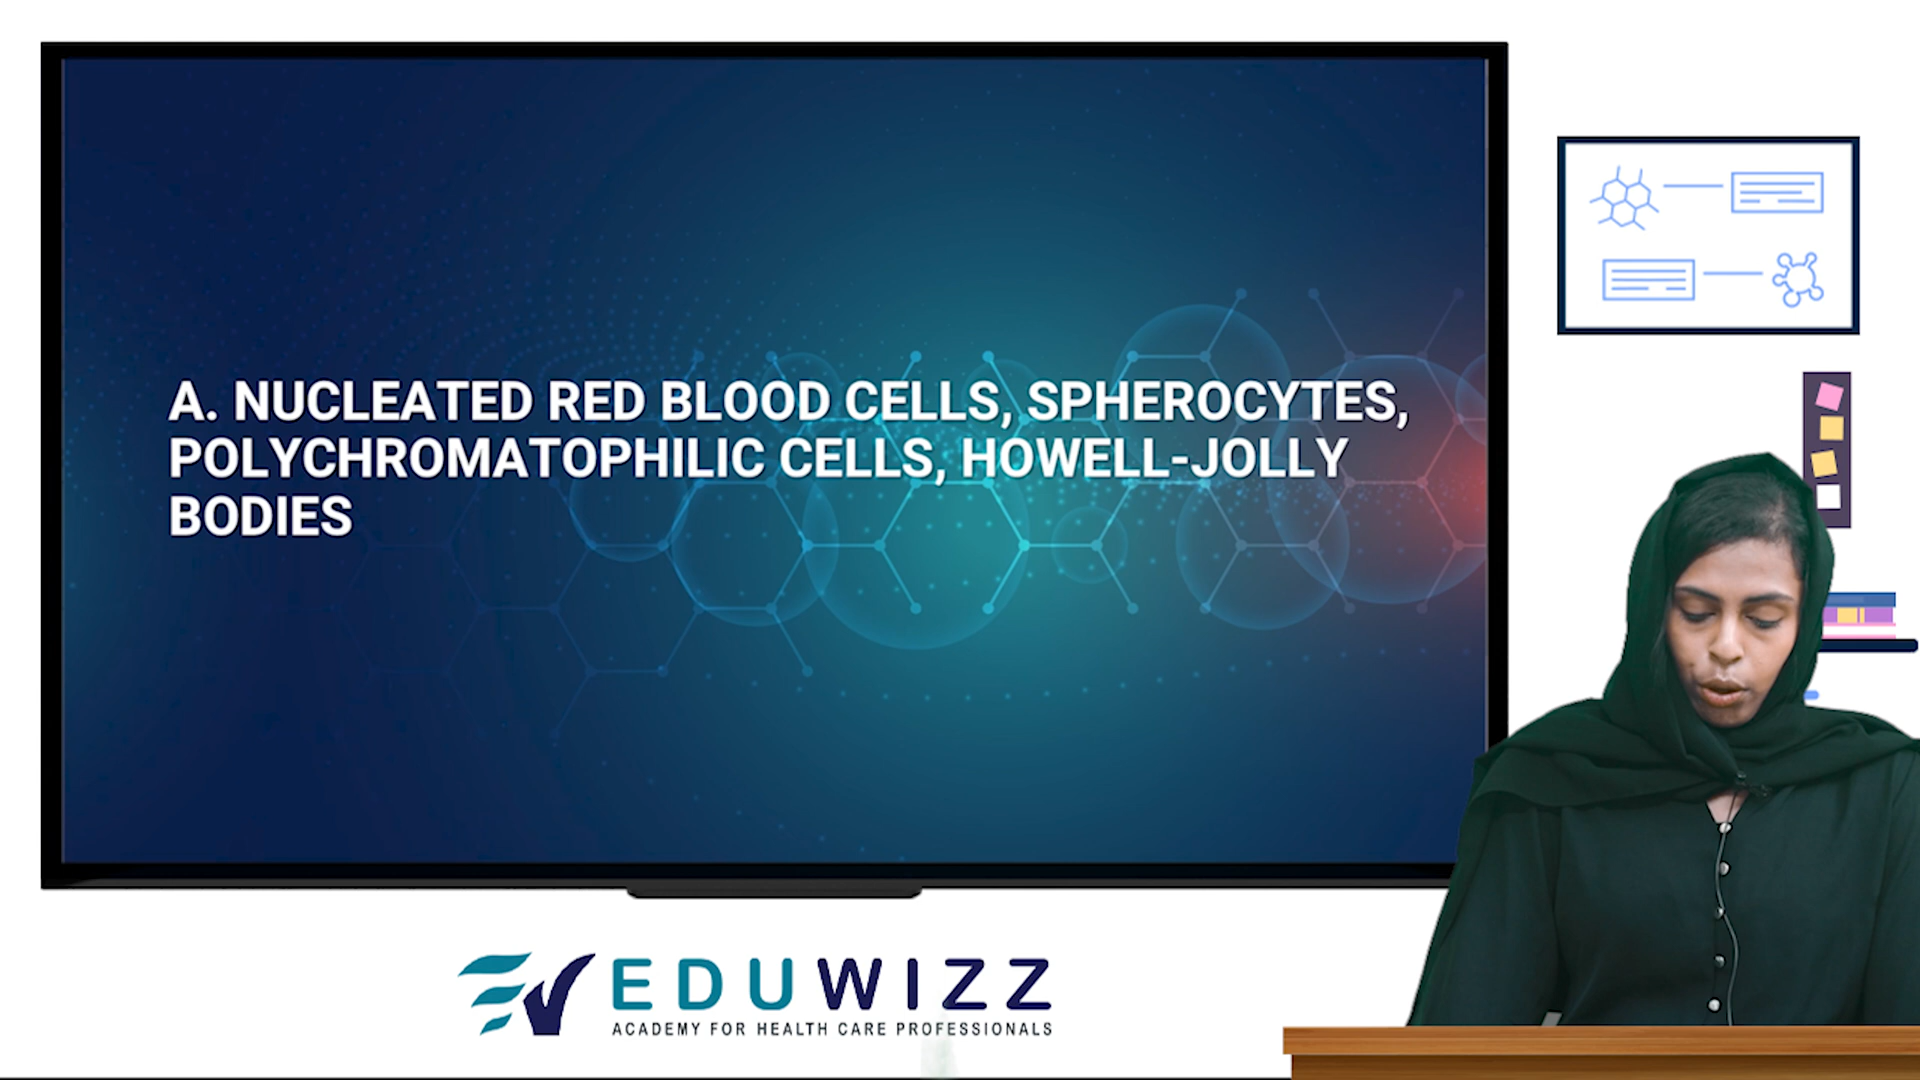 A. NUCLEATED RED BLOOD CELLS, SPHEROCYTES,
POLYCHROMATOPHILIC CELLS, HOWELL-JOLLY
BODIES
EDUWIZZ
ACADEMY FOR HEALTH CARE PROFESSIONALS